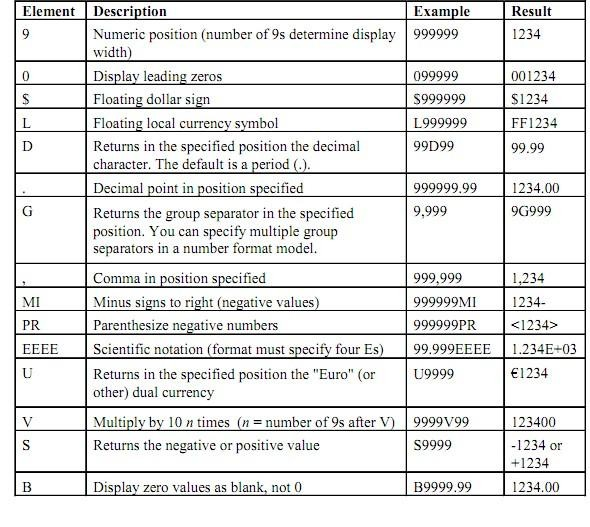 Element Description Example Result
9 Numeric position (number of 9s determine display 999999 1234
width)
0 Display leading zeros 099999 001234
$ Floating dollar sign $999999 $1234
L Floating local currency symbol L999999 FF1234
D Returns in the specified position the decimal 99D99 99.99
character. The default is a period (.).
. Decimal point in position specified 999999.99 1234.00
G Returns the group separator in the specified 9,999 9G999
position. You can specify multiple group
separators in a number format model.
, Comma in position specified 999,999 1,234
MI Minus signs to right (negative values) 999999MI 1234-
PR Parenthesize negative numbers 999999PR <1234>
EEEE Scientific notation (format must specify four Es) 99.999EEEE 1.234E+03
U Returns in the specified position the "Euro" (or U9999 €1234
other) dual currency
V Multiply by 10 n times (n = number of 9s after V) 9999V99 123400
S Returns the negative or positive value S9999 -1234 or
+1234
B Display zero values as blank, not 0 B9999.99 1234.00